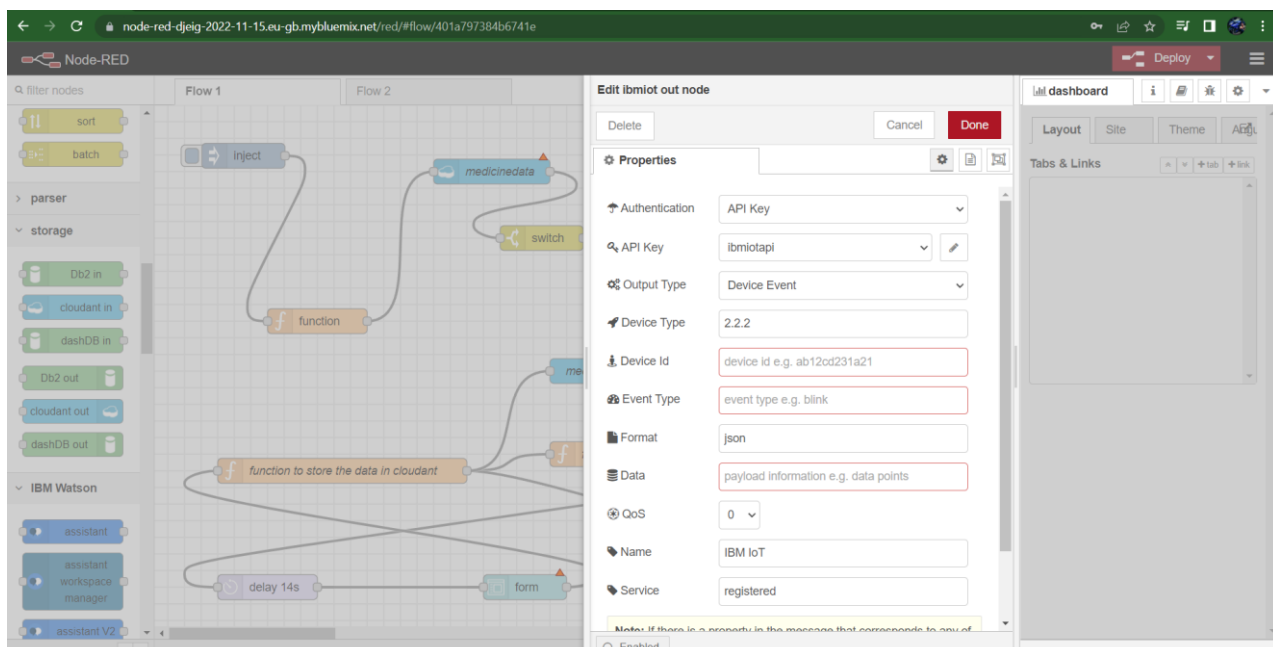 node-red-djeig-2022-11-15.eu-gb.mybluemix.net/red/#flow/401a797384b6741e
Node-RED
Deploy
filter nodes
sort
batch
parser
storage
Db2 in
cloudant in
dashDB in
Db2 out
cloudant out
dashDB out
IBM Watson
assistant
assistant
workspace
manager
assistant V2
Flow 1
Flow 2
inject
medicinedata
switch
function
me
function to store the data in cloudant
delay 14s
form
Edit ibmiot out node
Delete
Cancel
Done
Properties
Authentication
API Key
API Key
ibmiotapi
Output Type
Device Event
Device Type
2.2.2
Device Id
device id e.g. ab12cd231a21
Event Type
event type e.g. blink
Format
json
Data
payload information e.g. data points
QoS
0
Name
IBM IoT
Service
registered
Note: If there is a property in the message that corresponds to any of
Enabled
dashboard
Layout
Site
Theme
Tabs & Links
+tab
+link